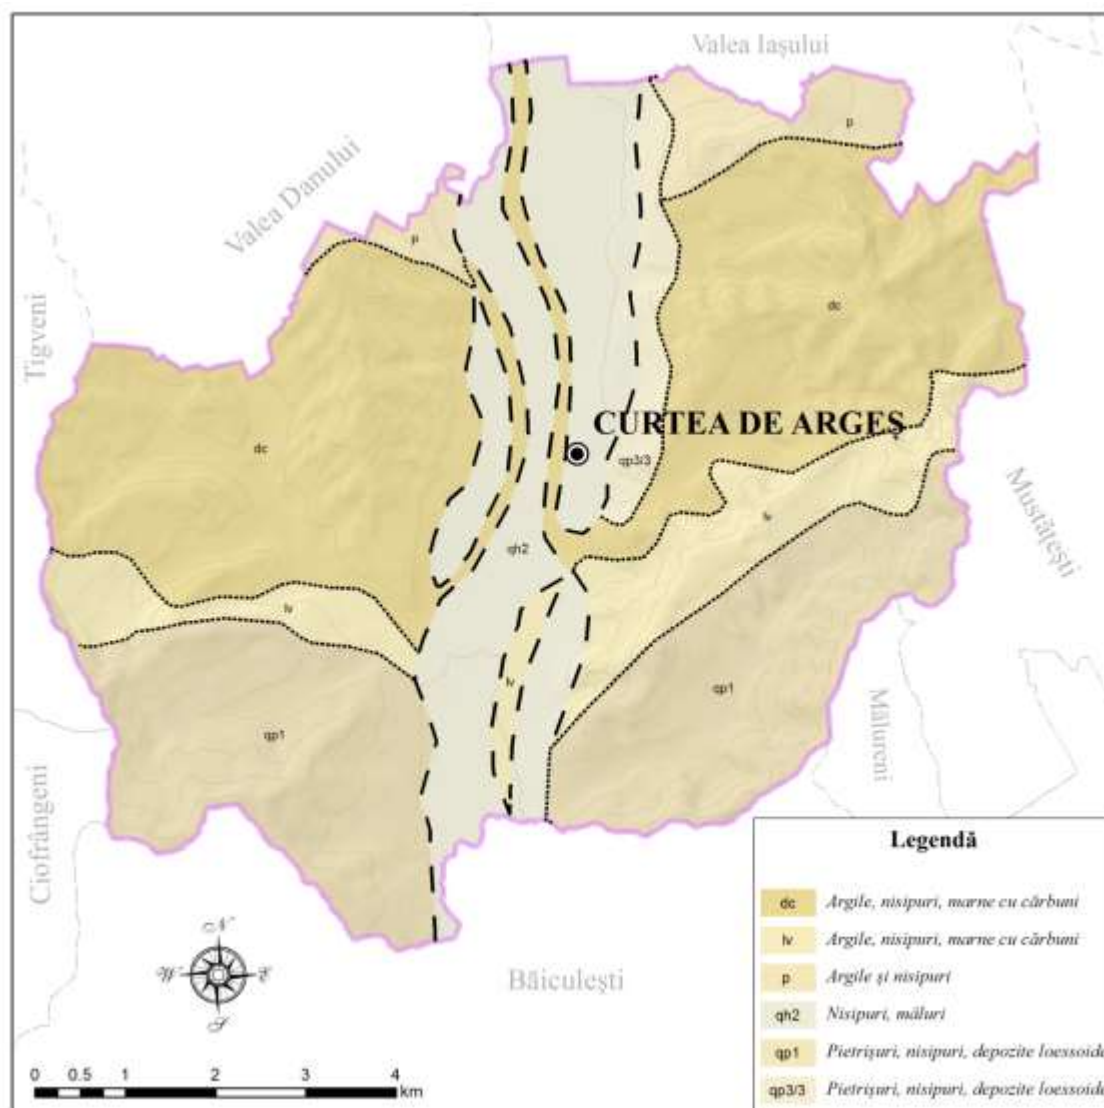 Valea Iașului
p
Valea Danului
p
Țigveni
dc
CURTEA DE ARGEȘ
dc
qp3/3
Mustățești
lv
qh2
lv
lv
qp1
Mălureni
qp1
Ciofrângeni
Băiculești
N
W E
S
0 0.5 1 2 3 4
km
Legendă
dc Argile, nisipuri, marne cu cărbuni
lv Argile, nisipuri, marne cu cărbuni
p Argile și nisipuri
qh2 Nisipuri, mâluri
qp1 Pietrișuri, nisipuri, depozite loessoide
qp3/3 Pietrișuri, nisipuri, depozite loessoide